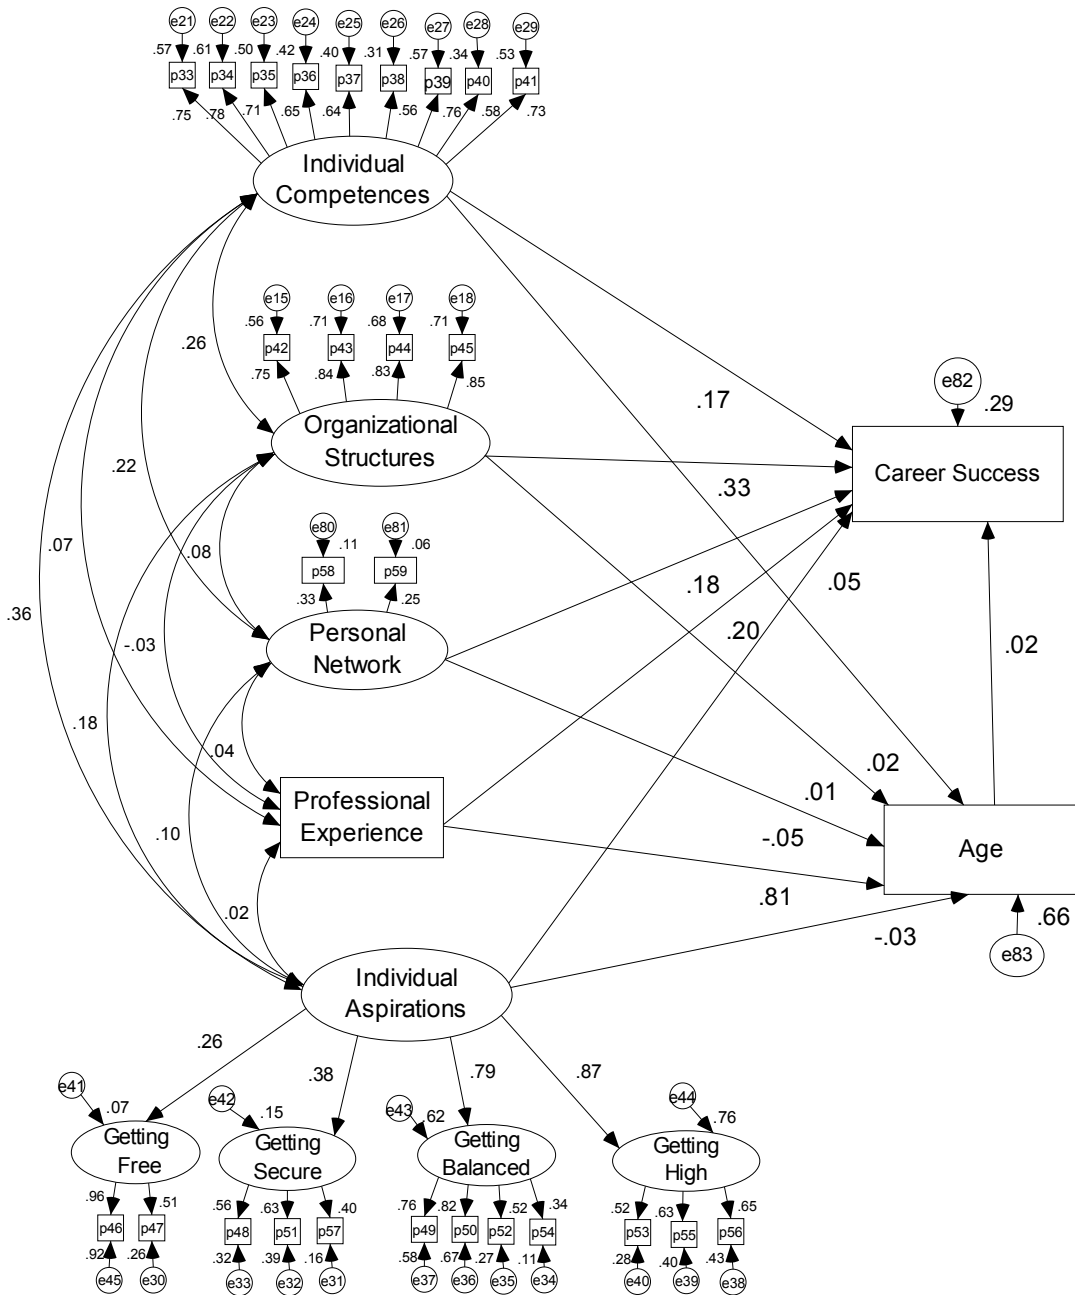 e21 e22 e23 e24 e25 e26 e27 e28 e29
.57 .61 .50 .42 .40 .31 .57 .34 .53
p33 p34 p35 p36 p37 p38 p39 p40 p41
.75 .78 .71 .65 .64 .56 .76 .58 .73
Individual
Competences
e15 e16 e17 e18
.56 .71 .68 .71
p42 p43 p44 p45
.75 .84 .83 .85
.26
Organizational
Structures
.17
e82
.29
Career Success
.22
.33
e80 e81
.11 .06
p58 p59
.33 .25
.07
.08
.36
-.03
Personal
Network
.18
.05
.20
.02
.18
.04
.02
.01
Professional
Experience
.10
-.05
Age
.81
.02
-.03
.66
e83
Individual
Aspirations
.26
.38
.79
.87
e41 e42 e43 e44
.07 .15 .62 .76
Getting
Free
Getting
Secure
Getting
Balanced
Getting
High
.96 .51 .56 .63 .40 .76 .82 .52 .34 .52 .63 .65
p46 p47 p48 p51 p57 p49 p50 p52 p54 p53 p55 p56
.92 .26 .32 .39 .16 .58 .67 .27 .11 .28 .40 .43
e45 e30 e33 e32 e31 e37 e36 e35 e34 e40 e39 e38